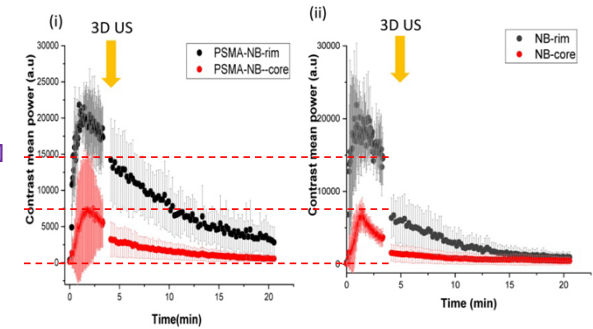 (i)
3D US
PSMA-NB-rim
PSMA-NB--core
Contrast mean power (a.u)
30000
25000
20000
15000
10000
5000
0
0 5 10 15 20
Time(min)
(ii)
3D US
NB-rim
NB-core
Contrast mean power (a.u)
30000
20000
10000
0
0 5 10 15 20
Time (min)